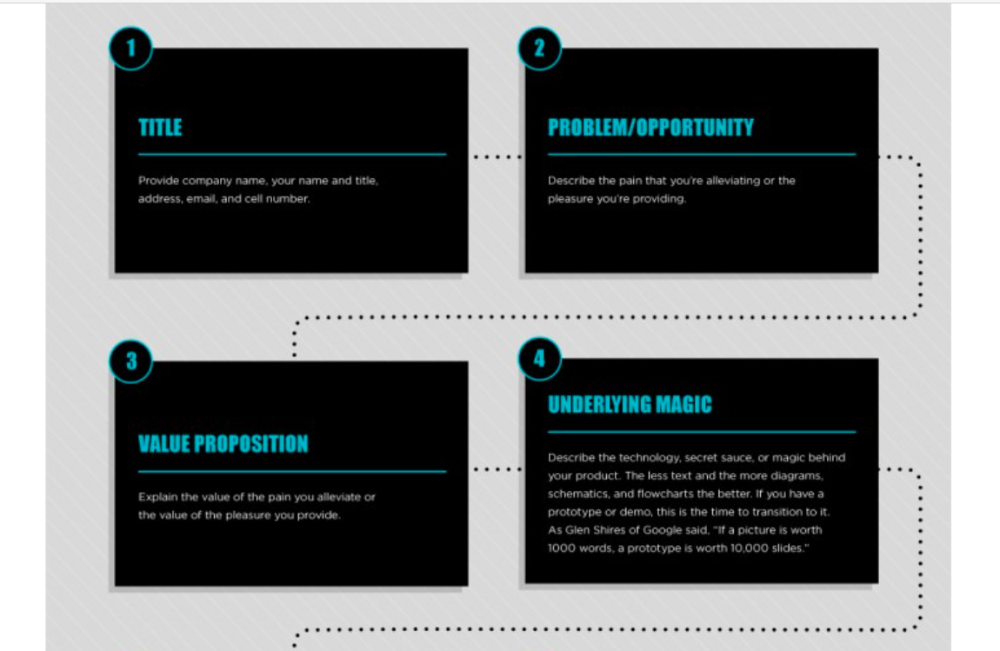 1
TITLE
Provide company name, your name and title,
address, email, and cell number.
2
PROBLEM/OPPORTUNITY
Describe the pain that you're alleviating or the
pleasure you're providing.
3
VALUE PROPOSITION
Explain the value of the pain you alleviate or
the value of the pleasure you provide.
4
UNDERLYING MAGIC
Describe the technology, secret sauce, or magic behind
your product. The less text and the more diagrams,
schematics, and flowcharts the better. If you have a
prototype or demo, this is the time to transition to it.
As Glen Shires of Google said, "If a picture is worth
1000 words, a prototype is worth 10,000 slides."